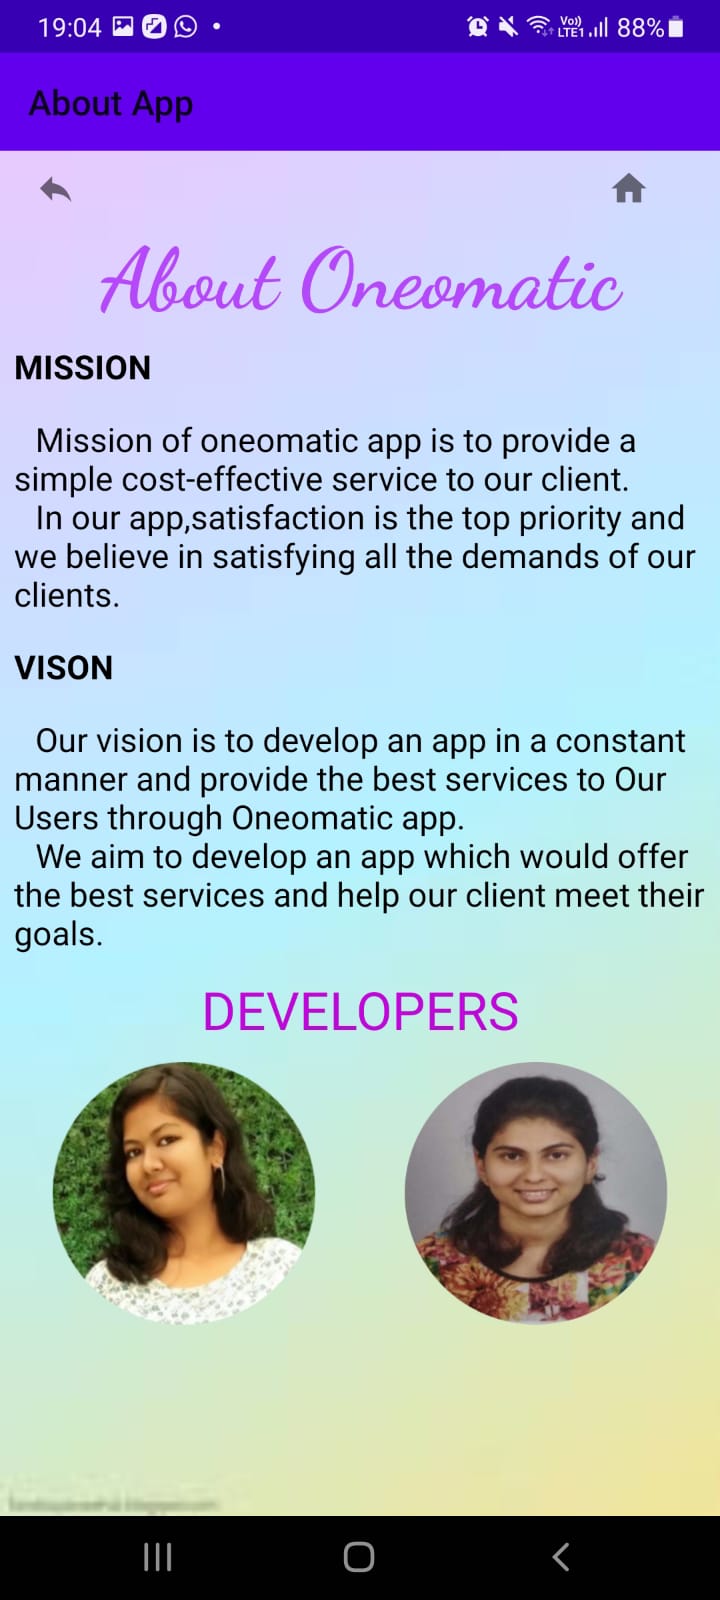 19:04 Vo)) LTE1 88%
About App
About Oneomatic
MISSION
Mission of oneomatic app is to provide a
simple cost-effective service to our client.
In our app,satisfaction is the top priority and
we believe in satisfying all the demands of our
clients.
VISON
Our vision is to develop an app in a constant
manner and provide the best services to Our
Users through Oneomatic app.
We aim to develop an app which would offer
the best services and help our client meet their
goals.
DEVELOPERS